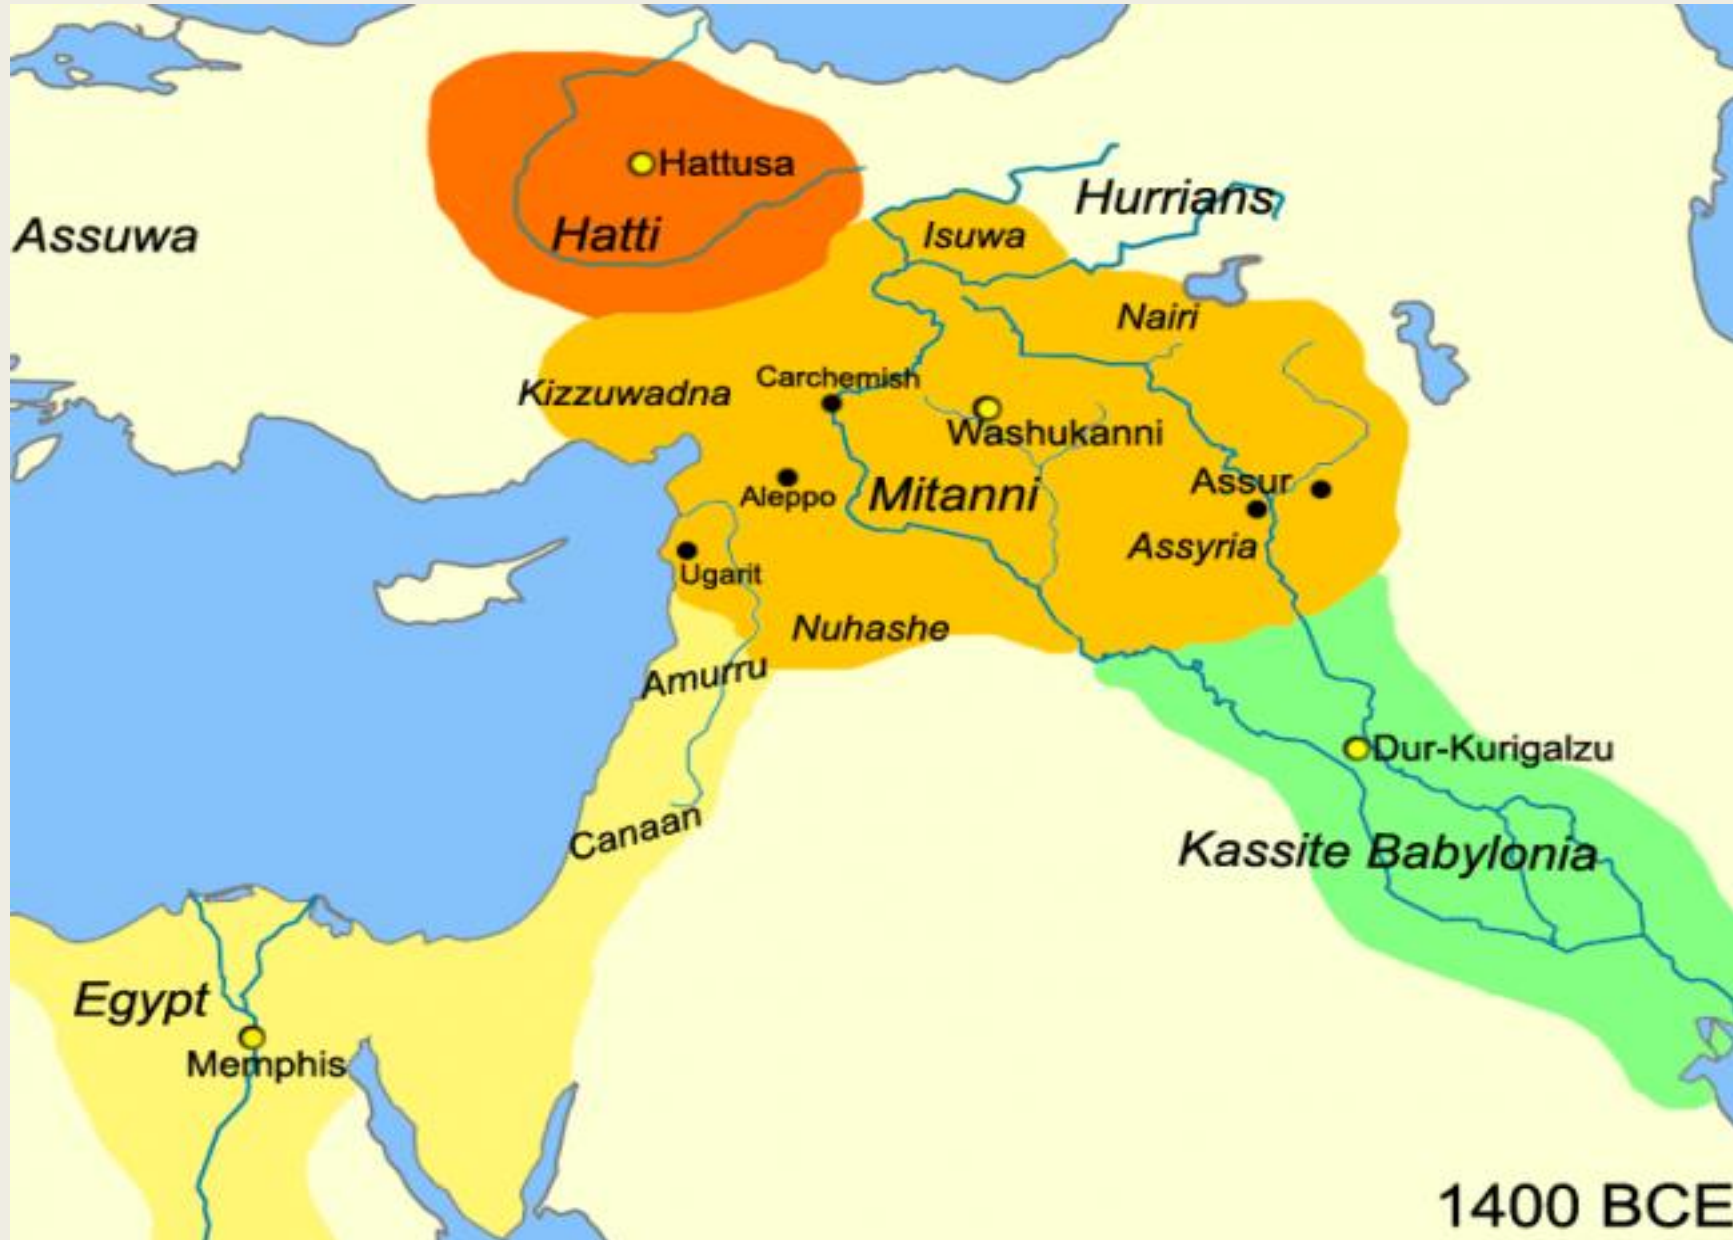 Hattusa
Hurrians
Assuwa
Hatti
Isuwa
Nairi
Carchemish
Kizzuwadna
Washukanni
Assur
Aleppo
Mitanni
Assyria
Ugarit
Nuhashe
Amurru
Dur-Kurigalzu
Canaan
Kassite Babylonia
Egypt
Memphis
1400 BCE